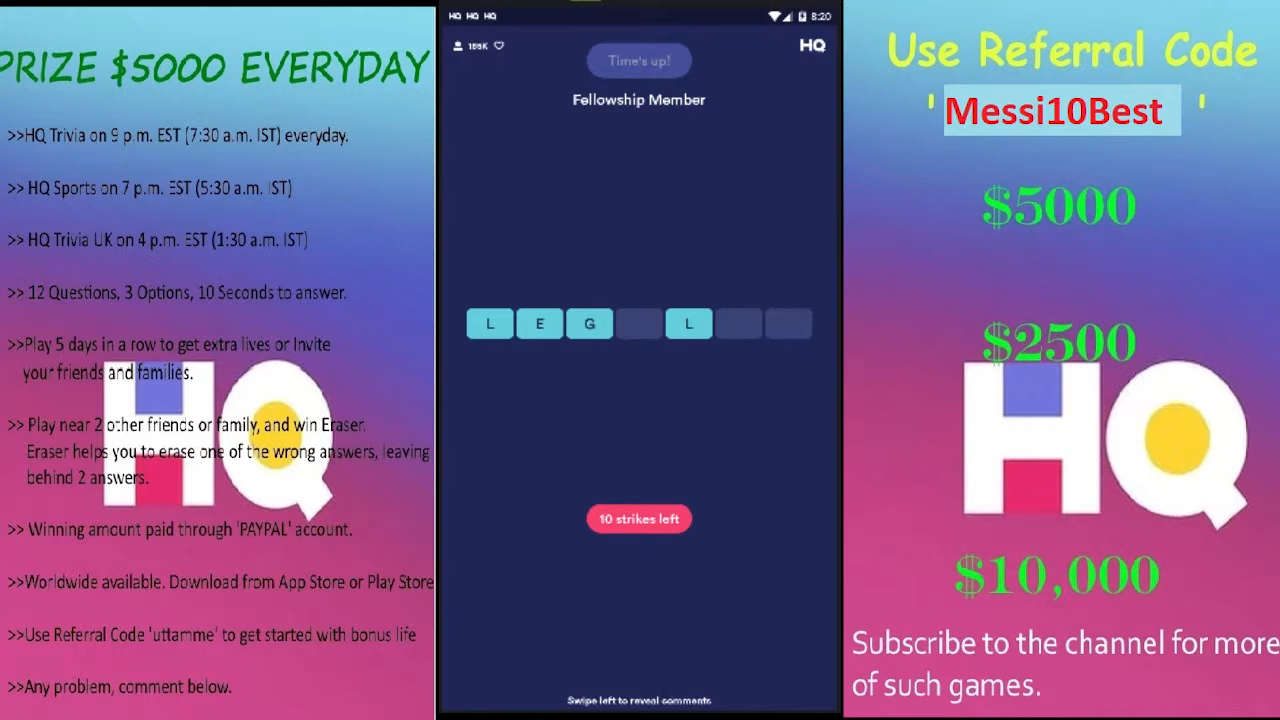 PRIZE $5000 EVERYDAY
>>HQ Trivia on 9 p.m. EST (7:30 a.m. IST) everyday.
>> HQ Sports on 7 p.m. EST (5:30 a.m. IST)
>> HQ Trivia UK on 4 p.m. EST (1:30 a.m. IST)
>> 12 Questions, 3 Options, 10 Seconds to answer.
>>Play 5 days in a row to get extra lives or Invite
your friends and families.
>> Play near 2 other friends or family, and win Eraser.
Eraser helps you to erase one of the wrong answers, leaving
behind 2 answers.
>> Winning amount paid through 'PAYPAL' account.
>>Worldwide available. Download from App Store or Play Store
>>Use Referral Code 'uttamme' to get started with bonus life
>>Any problem, comment below.
HQ
HQ HQ HQ
8:20
HQ
Time's up!
Fellowship Member
L E G L
10 strikes left
Swipe left to reveal comments
Use Referral Code
' Messi10Best '
$5000
$2500
HQ
$10,000
Subscribe to the channel for more
of such games.